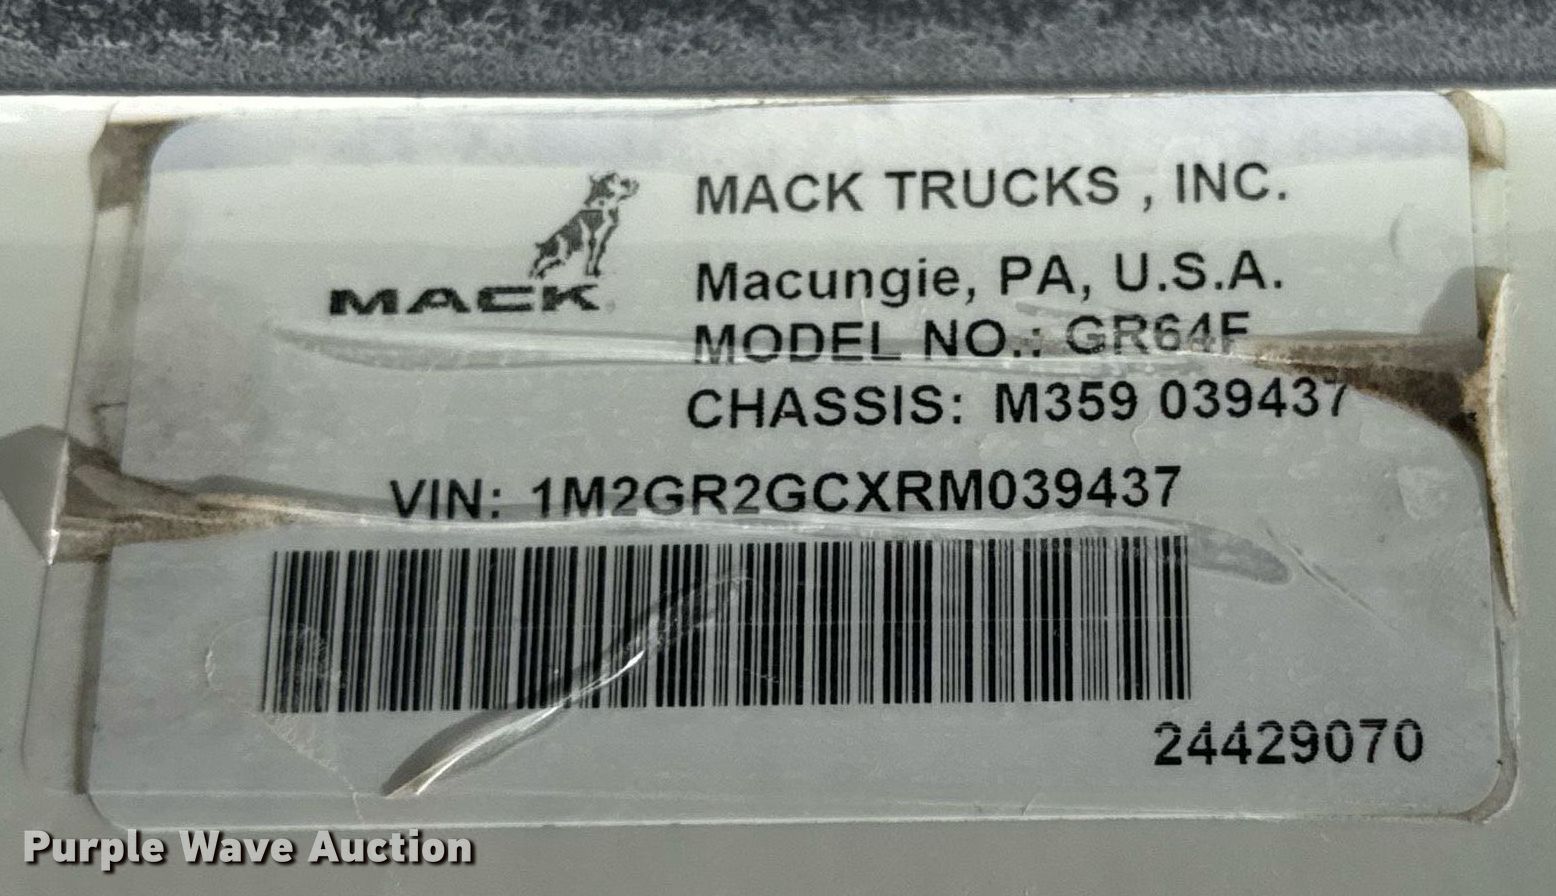 MACK TRUCKS , INC.
MACK
Macungie, PA, U.S.A.
MODEL NO.: GR64F
CHASSIS: M359 039437
VIN: 1M2GR2GCXRM039437
24429070
Purple Wave Auction